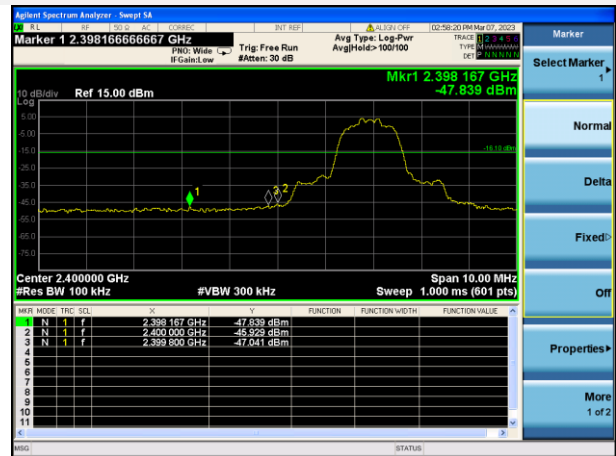 Agilent Spectrum Analyzer - Swept SA
RL RF 50 Ω AC CORREC INT REF ALIGN OFF 02:58:20 PM Mar 07, 2023
Marker 1 2.398166666667 GHz
PNO: Wide Trig: Free Run
IFGain:Low #Atten: 30 dB
Avg Type: Log-Pwr
Avg|Hold:> 100/100
TRACE 1 2 3 4 5 6
TYPE M
DET P N N N N N
Mkr1 2.398 167 GHz
-47.839 dBm
10 dB/div Ref 15.00 dBm
Log
5.00
-5.00
-15.0
-16.10 dBm
-25.0
-35.0
-45.0
-55.0
-65.0
-75.0
1
3 2
Center 2.400000 GHz Span 10.00 MHz
#Res BW 100 kHz #VBW 300 kHz Sweep 1.000 ms (601 pts)
MKR MODE TRC SCL X Y FUNCTION FUNCTION WIDTH FUNCTION VALUE
1 N 1 f 2.398 167 GHz -47.839 dBm
2 N 1 f 2.400 000 GHz -45.929 dBm
3 N 1 f 2.399 800 GHz -47.041 dBm
4
5
6
7
8
9
10
11
MSG STATUS
Marker
Select Marker
1
Normal
Delta
Fixed
Off
Properties
More
1 of 2